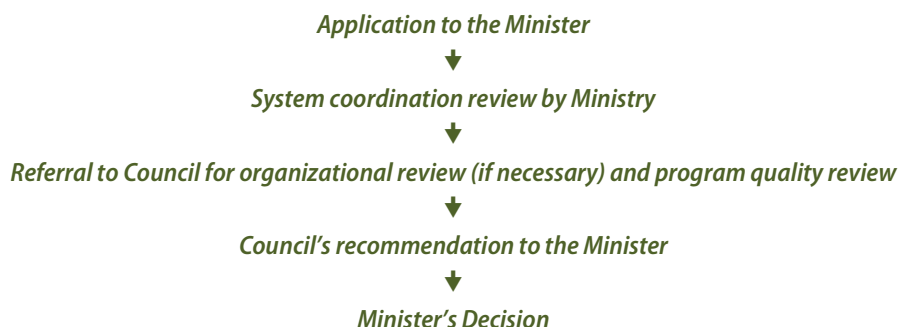 Application to the Minister
System coordination review by Ministry
Referral to Council for organizational review (if necessary) and program quality review
Council’s recommendation to the Minister
Minister’s Decision